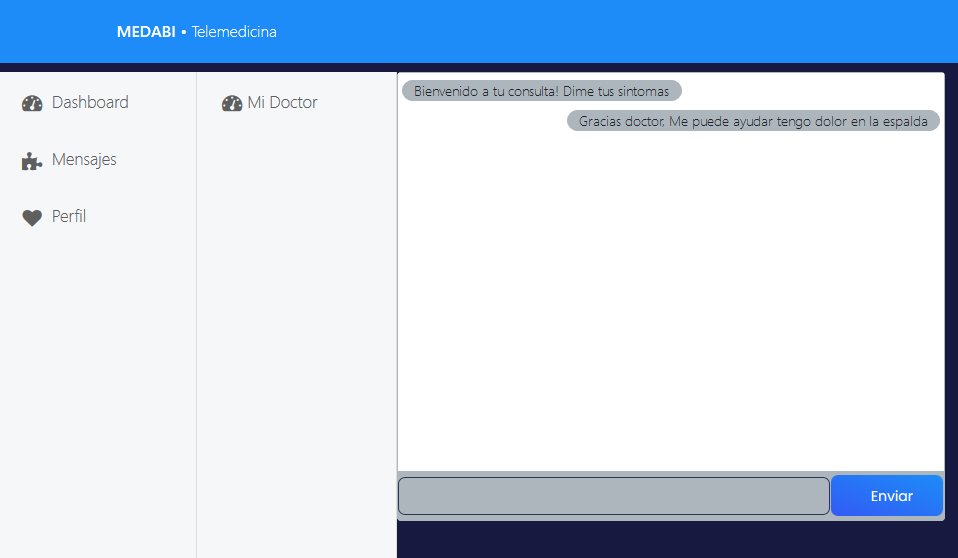 MEDABI • Telemedicina
Dashboard
Mensajes
Perfil
Mi Doctor
Bienvenido a tu consulta! Dime tus sintomas
Gracias doctor, Me puede ayudar tengo dolor en la espalda
Enviar